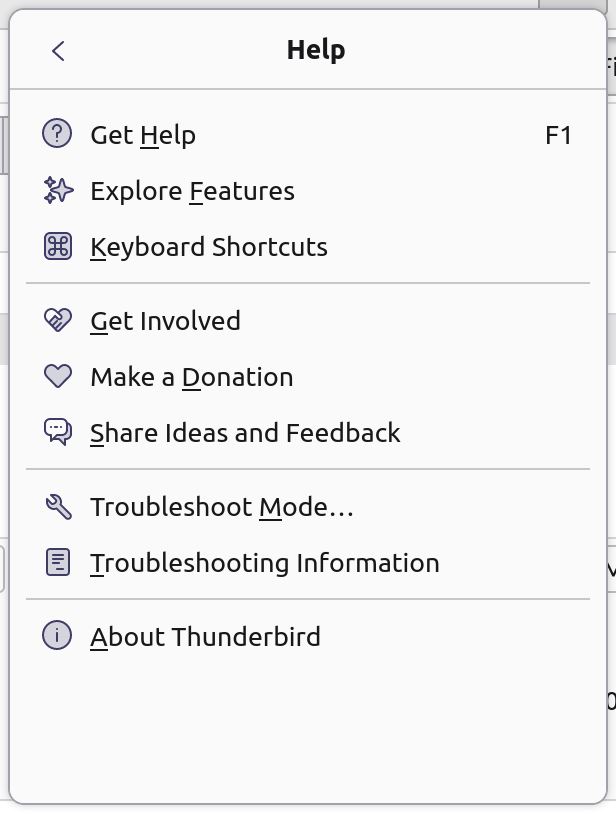 Help
Get Help F1
Explore Features
Keyboard Shortcuts
Get Involved
Make a Donation
Share Ideas and Feedback
Troubleshoot Mode…
Troubleshooting Information
About Thunderbird